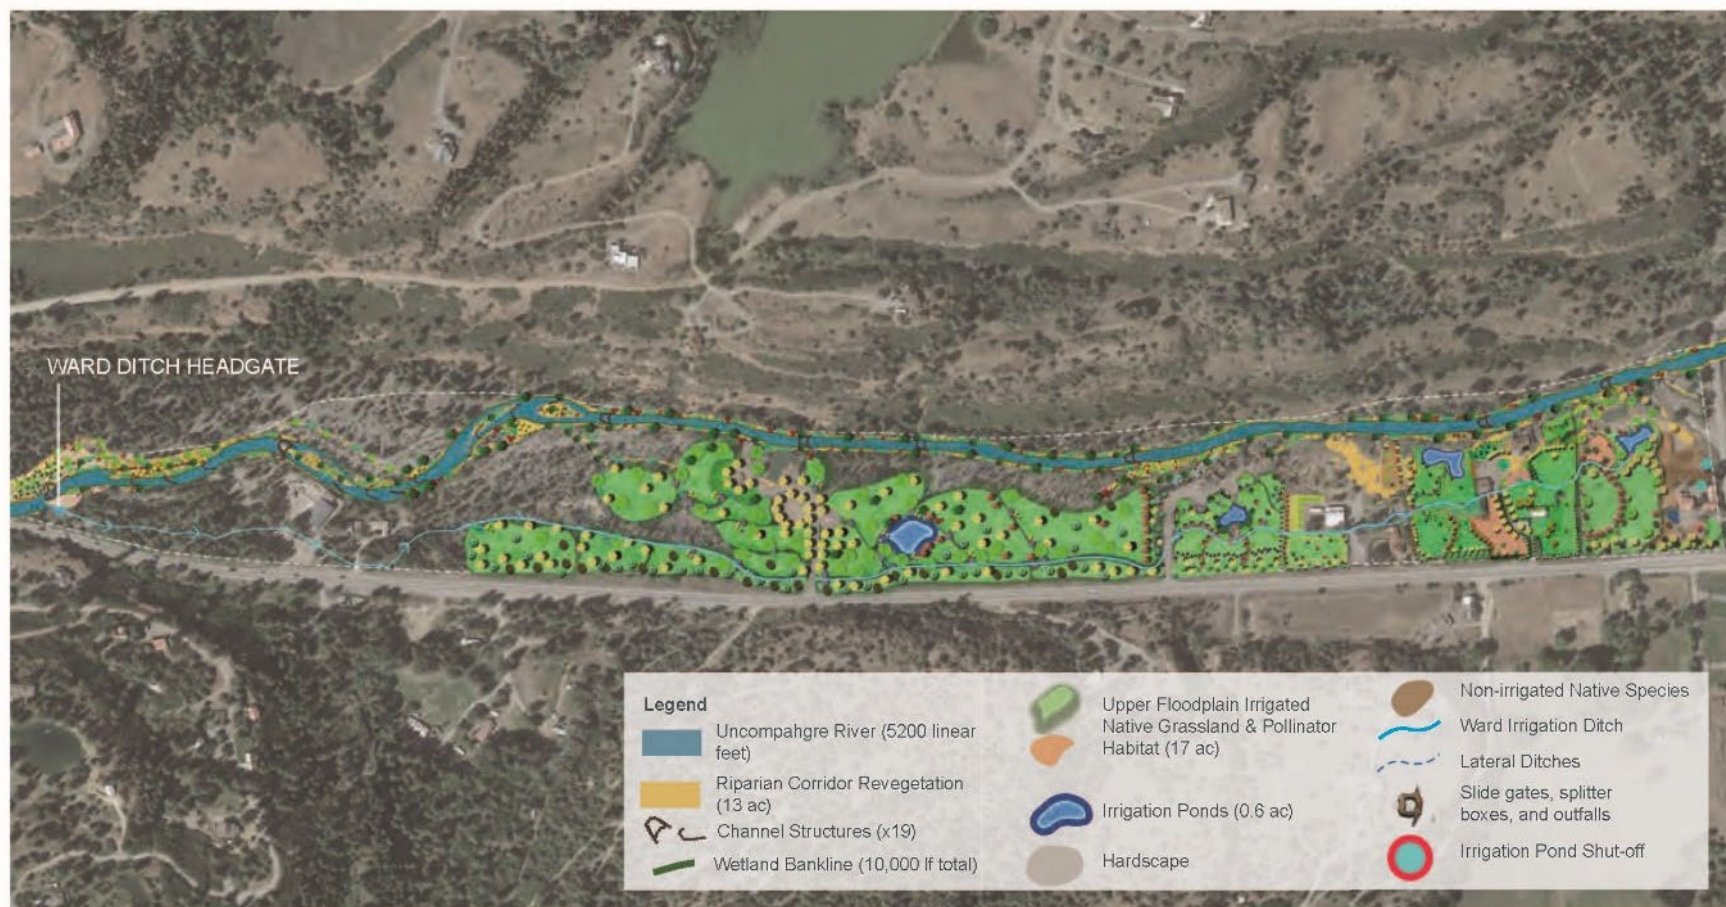 WARD DITCH HEADGATE
Legend
Uncompahgre River (5200 linear
feet)
Riparian Corridor Revegetation
(13 ac)
Channel Structures (x19)
Wetland Bankline (10,000 lf total)
Upper Floodplain Irrigated
Native Grassland & Pollinator
Habitat (17 ac)
Irrigation Ponds (0.6 ac)
Hardscape
Non-irrigated Native Species
Ward Irrigation Ditch
Lateral Ditches
Slide gates, splitter
boxes, and outfalls
Irrigation Pond Shut-off